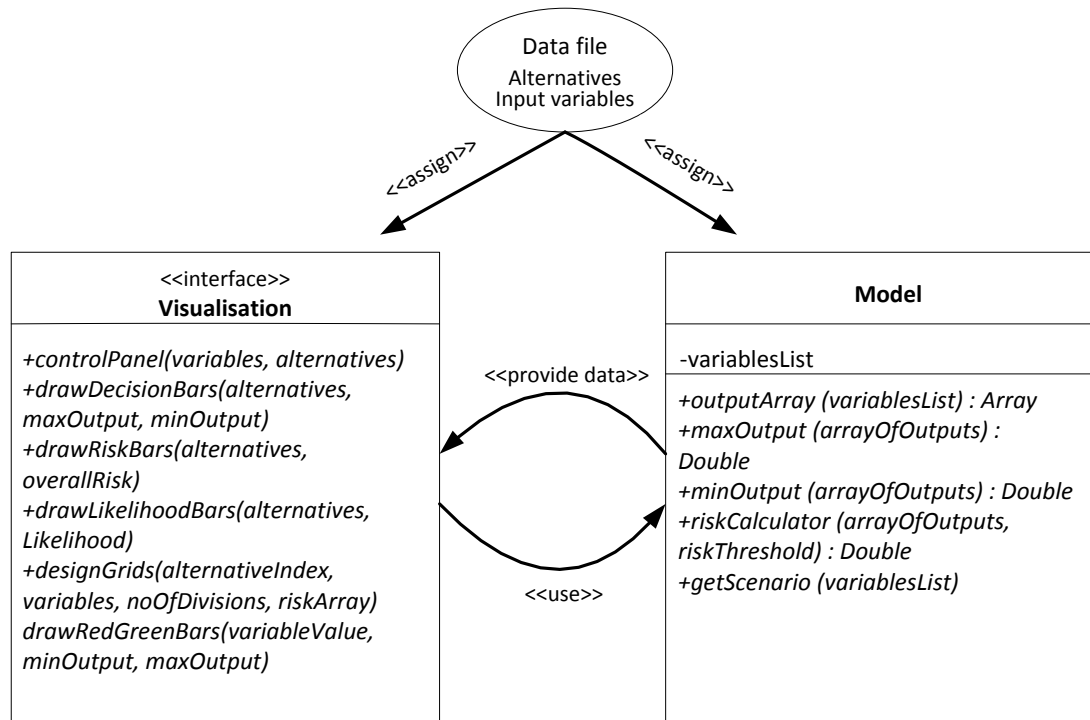 Data file
Alternatives
Input variables
<<assign>>
<<assign>>
<<interface>>
Visualisation
+controlPanel(variables, alternatives)
+drawDecisionBars(alternatives,
maxOutput, minOutput)
+drawRiskBars(alternatives,
overallRisk)
+drawLikelihoodBars(alternatives,
Likelihood)
+designGrids(alternativeIndex,
variables, noOfDivisions, riskArray)
drawRedGreenBars(variableValue,
minOutput, maxOutput)
<<provide data>>
<<use>>
Model
-variablesList
+outputArray (variablesList) : Array
+maxOutput (arrayOfOutputs) :
Double
+minOutput (arrayOfOutputs) : Double
+riskCalculator (arrayOfOutputs,
riskThreshold) : Double
+getScenario (variablesList)